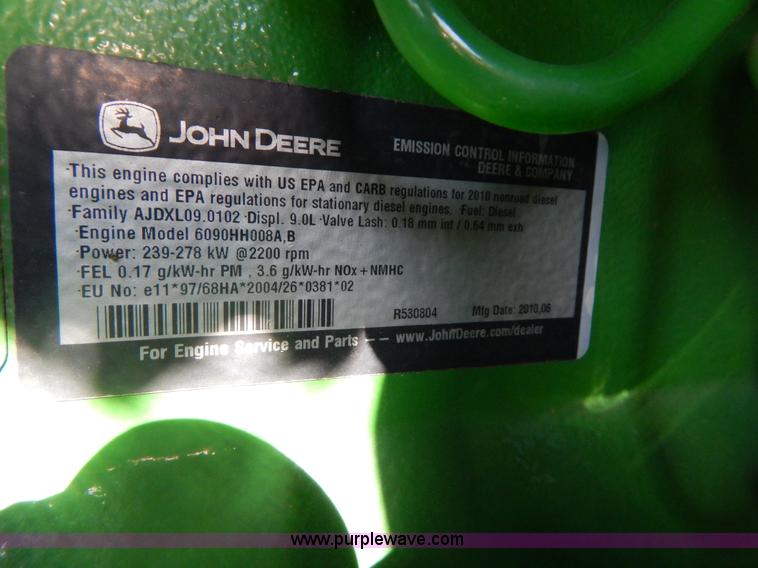 JOHN DEERE
EMISSION CONTROL INFORMATION
DEERE & COMPANY
·This engine complies with US EPA and CARB regulations for 2010 nonroad diesel
engines and EPA regulations for stationary diesel engines. ·Fuel: Diesel
·Family AJDXL09.0102 ·Displ. 9.0L ·Valve Lash: 0.18 mm int / 0.64 mm exh
·Engine Model 6090HH008A,B
·Power: 239-278 kW @2200 rpm
·FEL 0.17 g/kW-hr PM , 3.6 g/kW-hr NOx + NMHC
·EU No: e11*97/68HA*2004/26*0381*02
R530804 Mfg Date: 2010,06
For Engine Service and Parts -- www.JohnDeere.com/dealer
www.purplewave.com